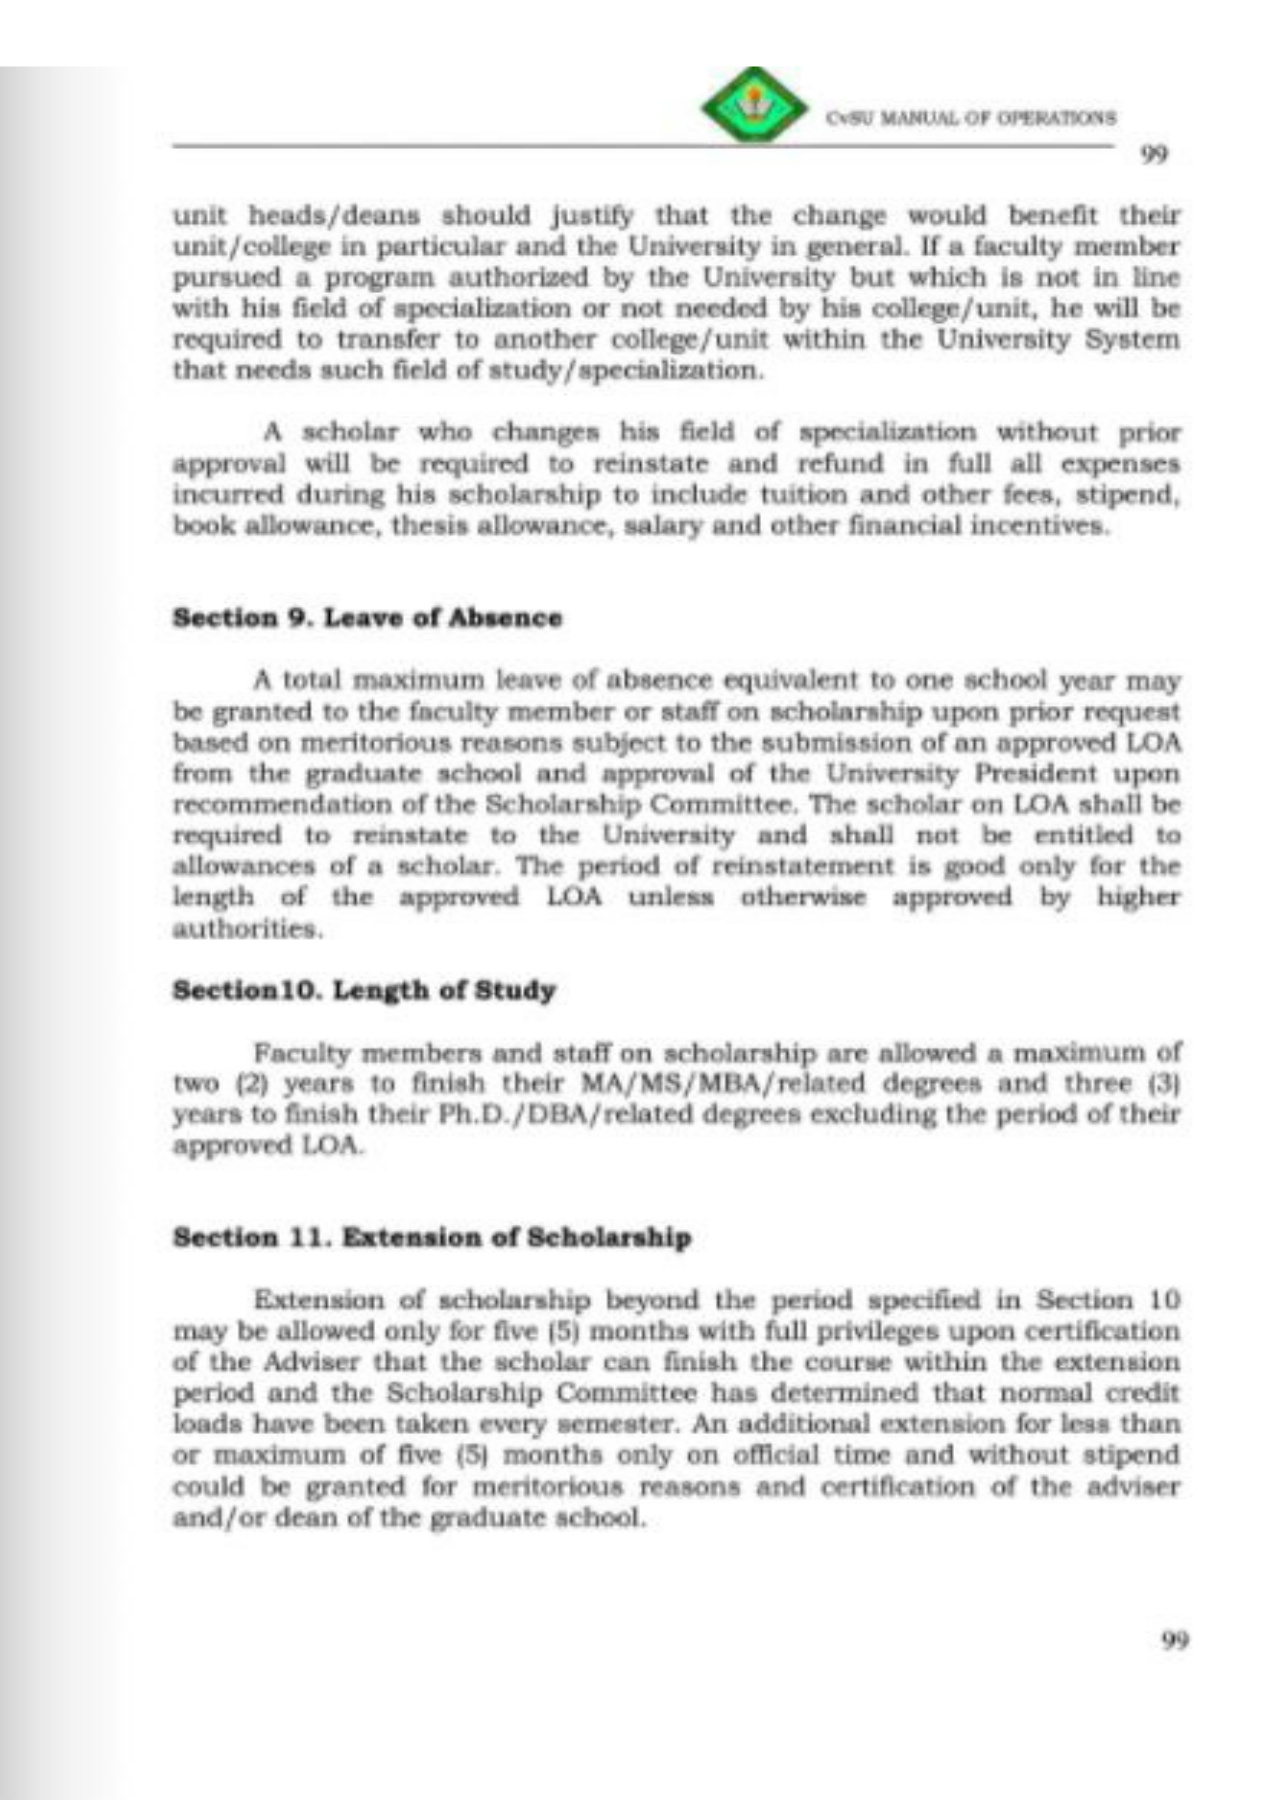 CvSU MANUAL OF OPERATIONS
99
unit heads/deans should justify that the change would benefit their
unit/college in particular and the University in general. If a faculty member
pursued a program authorized by the University but which is not in line
with his field of specialization or not needed by his college/unit, he will be
required to transfer to another college/unit within the University System
that needs such field of study/specialization.
A scholar who changes his field of specialization without prior
approval will be required to reinstate and refund in full all expenses
incurred during his scholarship to include tuition and other fees, stipend,
book allowance, thesis allowance, salary and other financial incentives.
Section 9. Leave of Absence
A total maximum leave of absence equivalent to one school year may
be granted to the faculty member or staff on scholarship upon prior request
based on meritorious reasons subject to the submission of an approved LOA
from the graduate school and approval of the University President upon
recommendation of the Scholarship Committee. The scholar on LOA shall be
required to reinstate to the University and shall not be entitled to
allowances of a scholar. The period of reinstatement is good only for the
length of the approved LOA unless otherwise approved by higher
authorities.
Section10. Length of Study
Faculty members and staff on scholarship are allowed a maximum of
two (2) years to finish their MA/MS/MBA/related degrees and three (3)
years to finish their Ph.D./DBA/related degrees excluding the period of their
approved LOA.
Section 11. Extension of Scholarship
Extension of scholarship beyond the period specified in Section 10
may be allowed only for five (5) months with full privileges upon certification
of the Adviser that the scholar can finish the course within the extension
period and the Scholarship Committee has determined that normal credit
loads have been taken every semester. An additional extension for less than
or maximum of five (5) months only on official time and without stipend
could be granted for meritorious reasons and certification of the adviser
and/or dean of the graduate school.
99